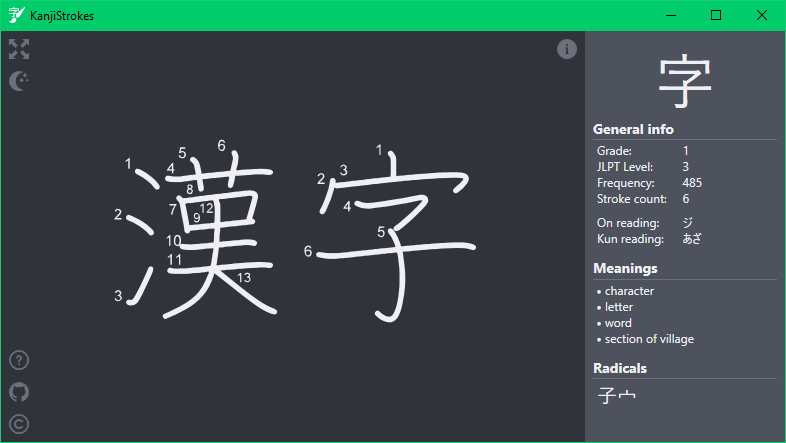 KanjiStrokes
漢字
1 2 3 4 5 6 7 8 9 10 11 12 13
1 2 3 4 5 6
字
General info
Grade: 1
JLPT Level: 3
Frequency: 485
Stroke count: 6
On reading: ジ
Kun reading: あざ
Meanings
• character
• letter
• word
• section of village
Radicals
子宀